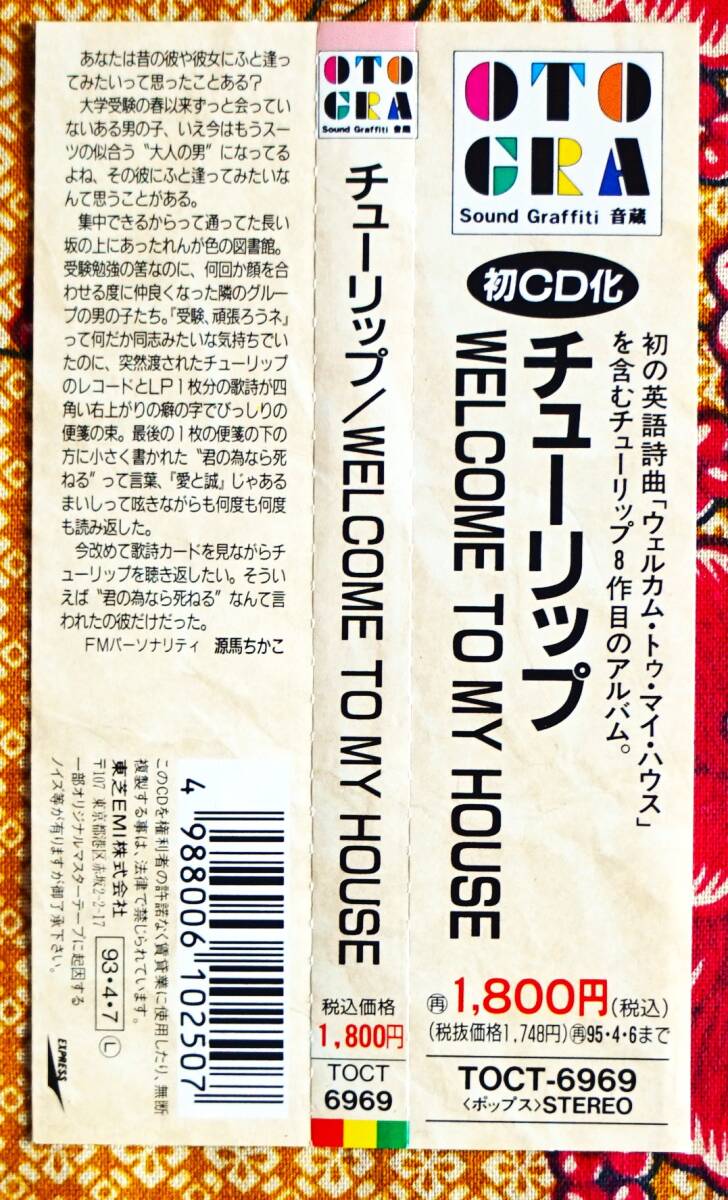 あなたは昔の彼や彼女にふと逢っ
てみたいって思ったことある?
大学受験の春以来ずっと会ってい
ないある男の子、いえ今はもうスー
ツの似合う“大人の男”になってる
よね、その彼にふと逢ってみたいな
んて思うことがある。
集中できるからって通ってた長い
坂の上にあったれんが色の図書館。
受験勉強の筈なのに、何回か顔を合
わせる度に仲良くなった隣のグルー
プの男の子たち。『受験、頑張ろうネ』
って何だか同志みたいな気持ちでい
たのに、突然渡されたチューリップ
のレコードとLP1枚分の歌詩が四
角い右上がりの癖の字でびっしりの
便箋の束。最後の1枚の便箋の下の
方に小さく書かれた“君の為なら死
ねる”って言葉、『愛と誠』じゃある
まいしって呟きながらも何度も何度
も読み返した。
今改めて歌詩カードを見ながらチ
ューリップを聴き返したい。そうい
えば“君の為なら死ねる”なんて言
われたの彼だけだった。
FMパーソナリティ 源馬ちかこ
4 988006 102507
このCDを権利者の許諾なく賃貸業に使用したり、無断
複製する事は、法律で禁じられています。
東芝EMI株式会社
〒107 東京都港区赤坂2-2-17
一部オリジナルマスターテープに起因する
ノイズ等が有りますが御了承下さい。
93・4・7
Ⓛ
EXPRESS
OTO
GRA
Sound Graffiti 音蔵
チューリップ/WELCOME TO MY HOUSE
税込価格
1,800円
TOCT
6969
OTO
GRA
Sound Graffiti 音蔵
初CD化
初の英語詩曲「ウェルカム・トゥ・マイ・ハウス」
を含むチューリップ8作目のアルバム。
チューリップ
WELCOME TO MY HOUSE
㊞再 1,800円(税込)
(税抜価格1,748円)再95・4・6まで
TOCT-6969
〈ポップス〉STEREO